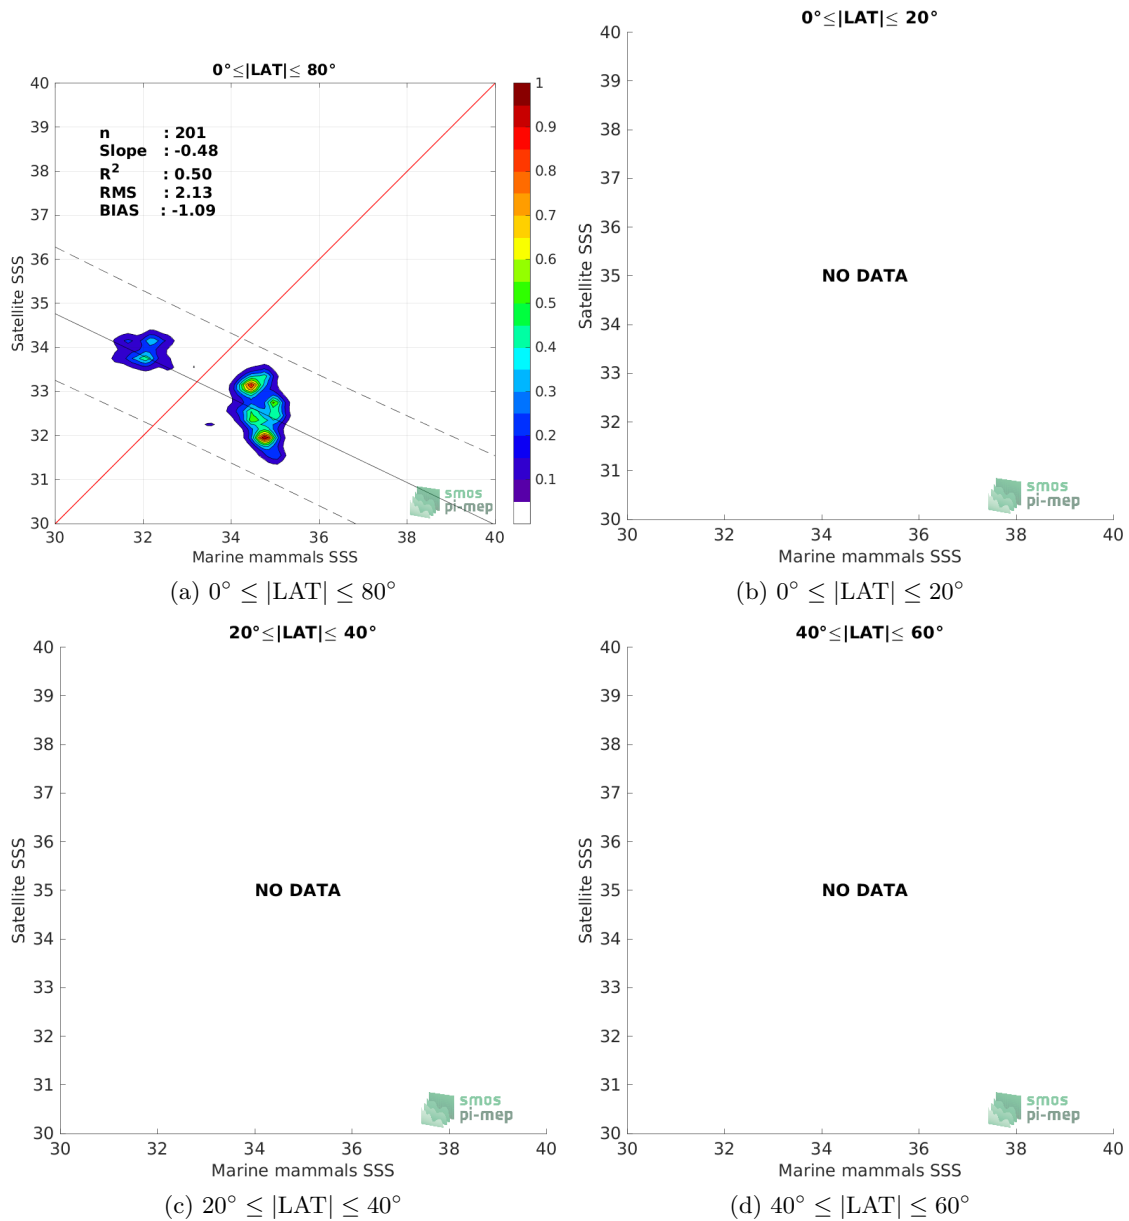 0°≤|LAT|≤ 80°
40
39
38
37
36
35
34
33
32
31
30
Satellite SSS
n : 201
Slope : -0.48
R² : 0.50
RMS : 2.13
BIAS : -1.09
1
0.9
0.8
0.7
0.6
0.5
0.4
0.3
0.2
0.1
smos
pi-mep
30 32 34 36 38 40
Marine mammals SSS
(a) 0° ≤ |LAT| ≤ 80°
0°≤|LAT|≤ 20°
40
39
38
37
36
35
34
33
32
31
30
Satellite SSS
NO DATA
smos
pi-mep
30 32 34 36 38 40
Marine mammals SSS
(b) 0° ≤ |LAT| ≤ 20°
20°≤|LAT|≤ 40°
40
39
38
37
36
35
34
33
32
31
30
Satellite SSS
NO DATA
smos
pi-mep
30 32 34 36 38 40
Marine mammals SSS
(c) 20° ≤ |LAT| ≤ 40°
40°≤|LAT|≤ 60°
40
39
38
37
36
35
34
33
32
31
30
Satellite SSS
NO DATA
smos
pi-mep
30 32 34 36 38 40
Marine mammals SSS
(d) 40° ≤ |LAT| ≤ 60°